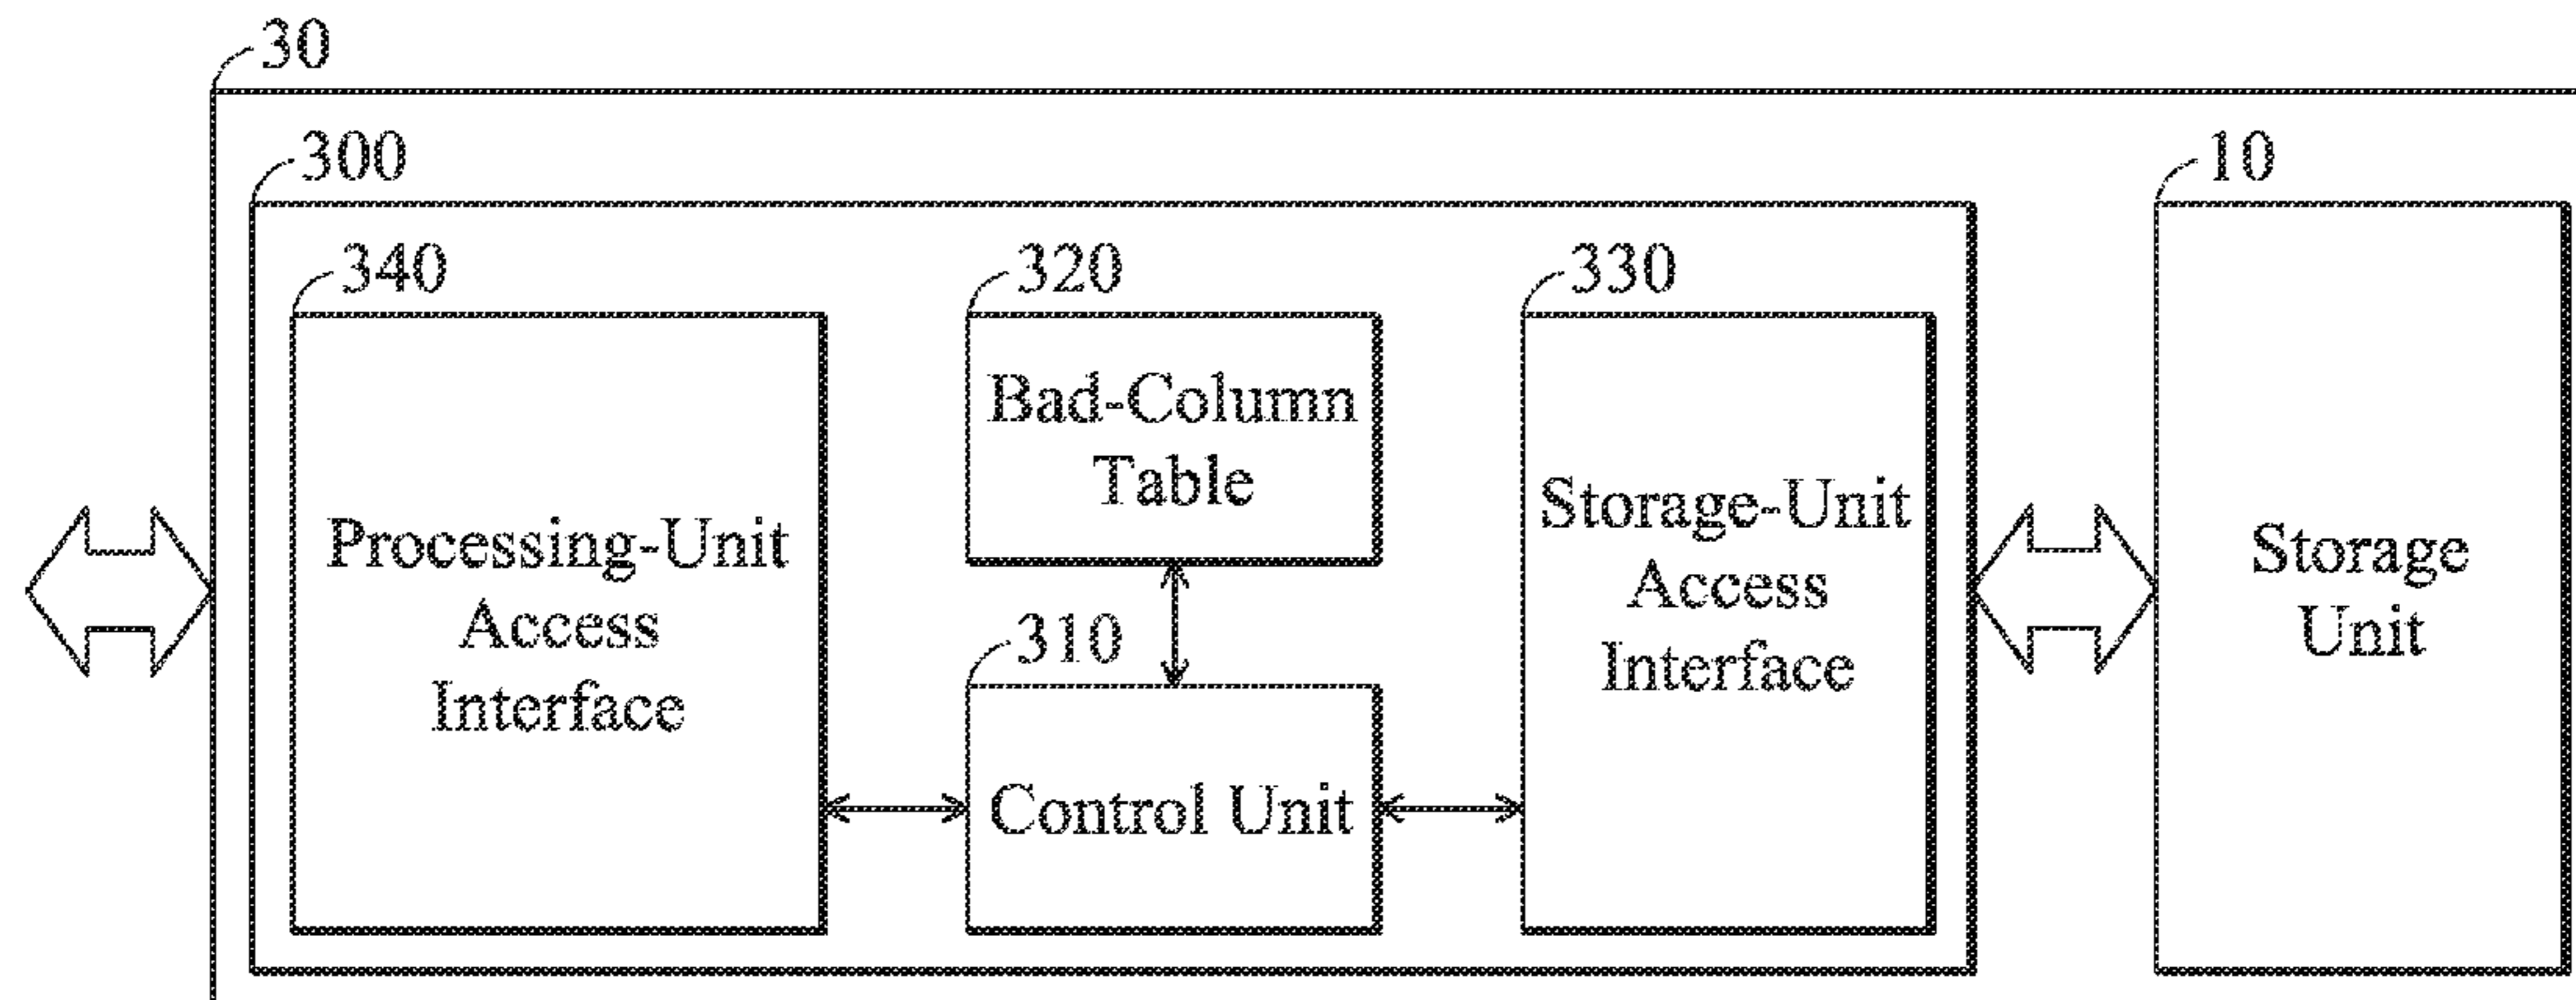 30
300
10
340
320
330
Bad-Column
Table
Processing-Unit
Access
Interface
Storage-Unit
Access
Interface
Storage
Unit
310
Control Unit